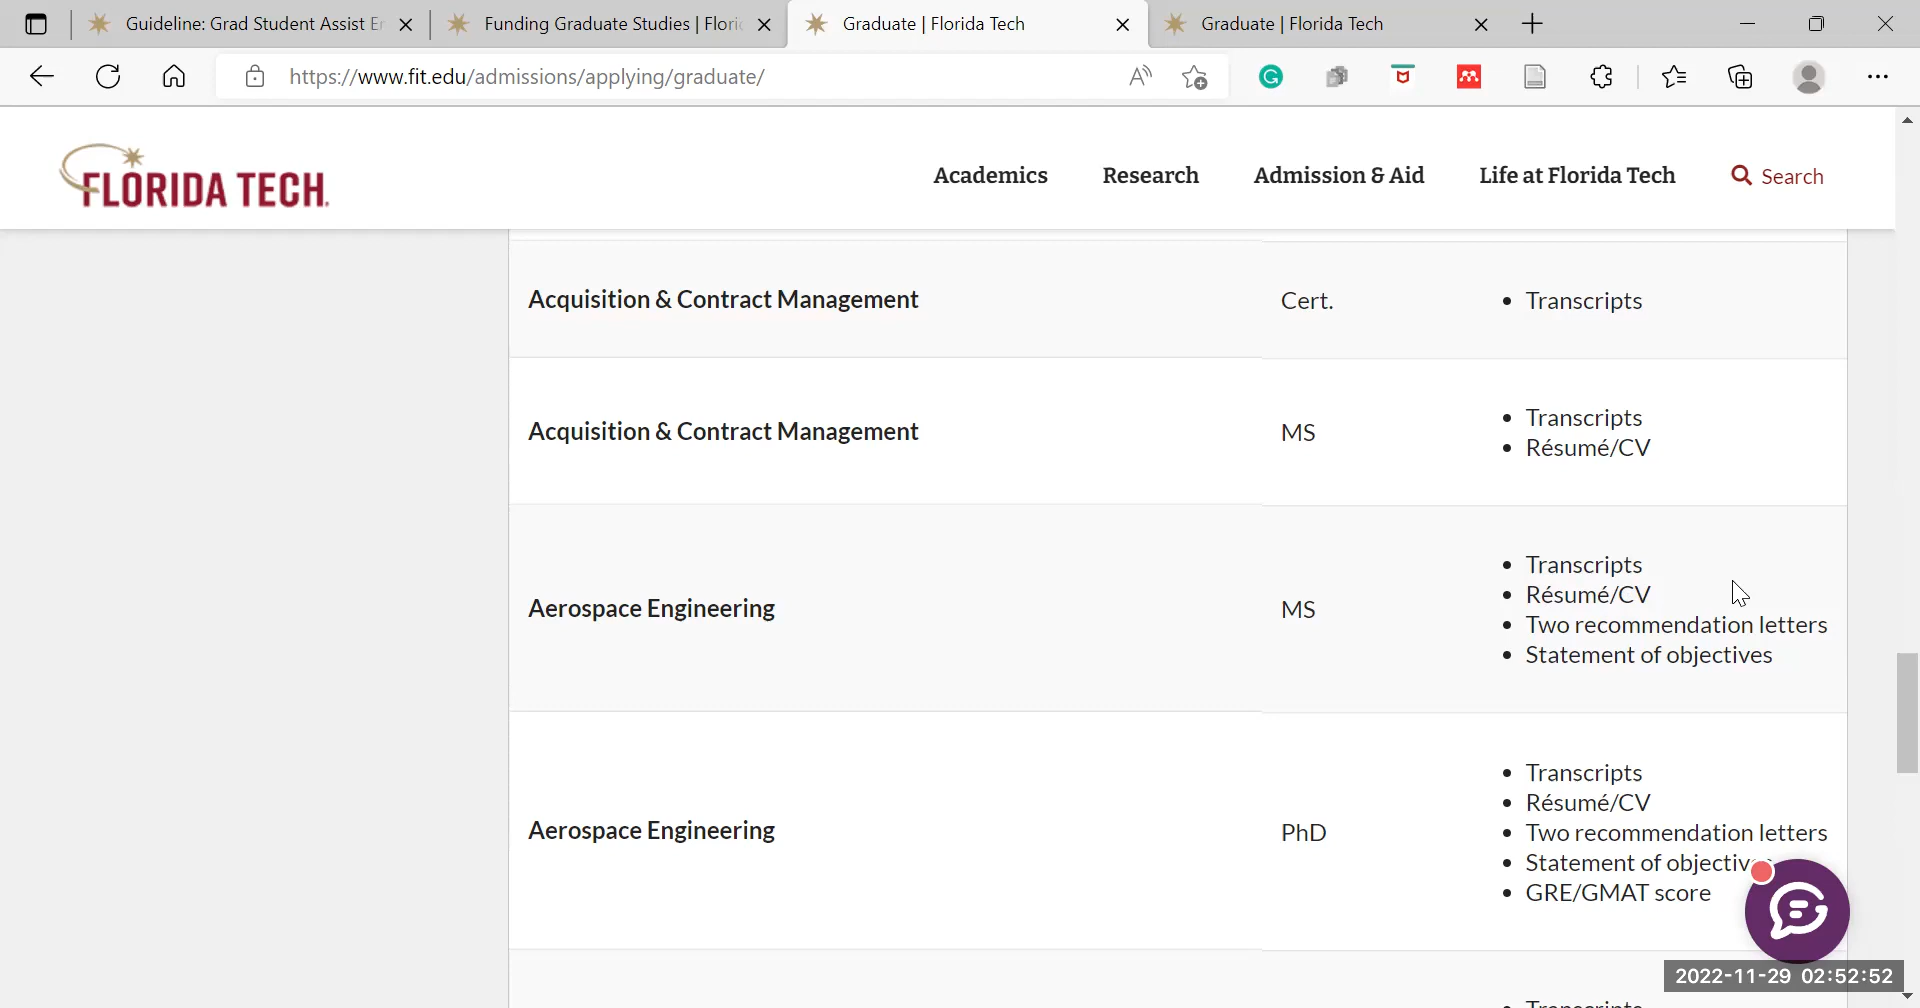 Guideline: Grad Student Assist Er
Funding Graduate Studies | Flori
Graduate | Florida Tech
Graduate | Florida Tech
https://www.fit.edu/admissions/applying/graduate/
FLORIDA TECH
Academics
Research
Admission & Aid
Life at Florida Tech
Search
Acquisition & Contract Management
Cert.
• Transcripts
Acquisition & Contract Management
MS
• Transcripts
• Résumé/CV
Aerospace Engineering
MS
• Transcripts
• Résumé/CV
• Two recommendation letters
• Statement of objectives
Aerospace Engineering
PhD
• Transcripts
• Résumé/CV
• Two recommendation letters
• Statement of objectives
• GRE/GMAT score
2022-11-29 02:52:52
• Transcripts